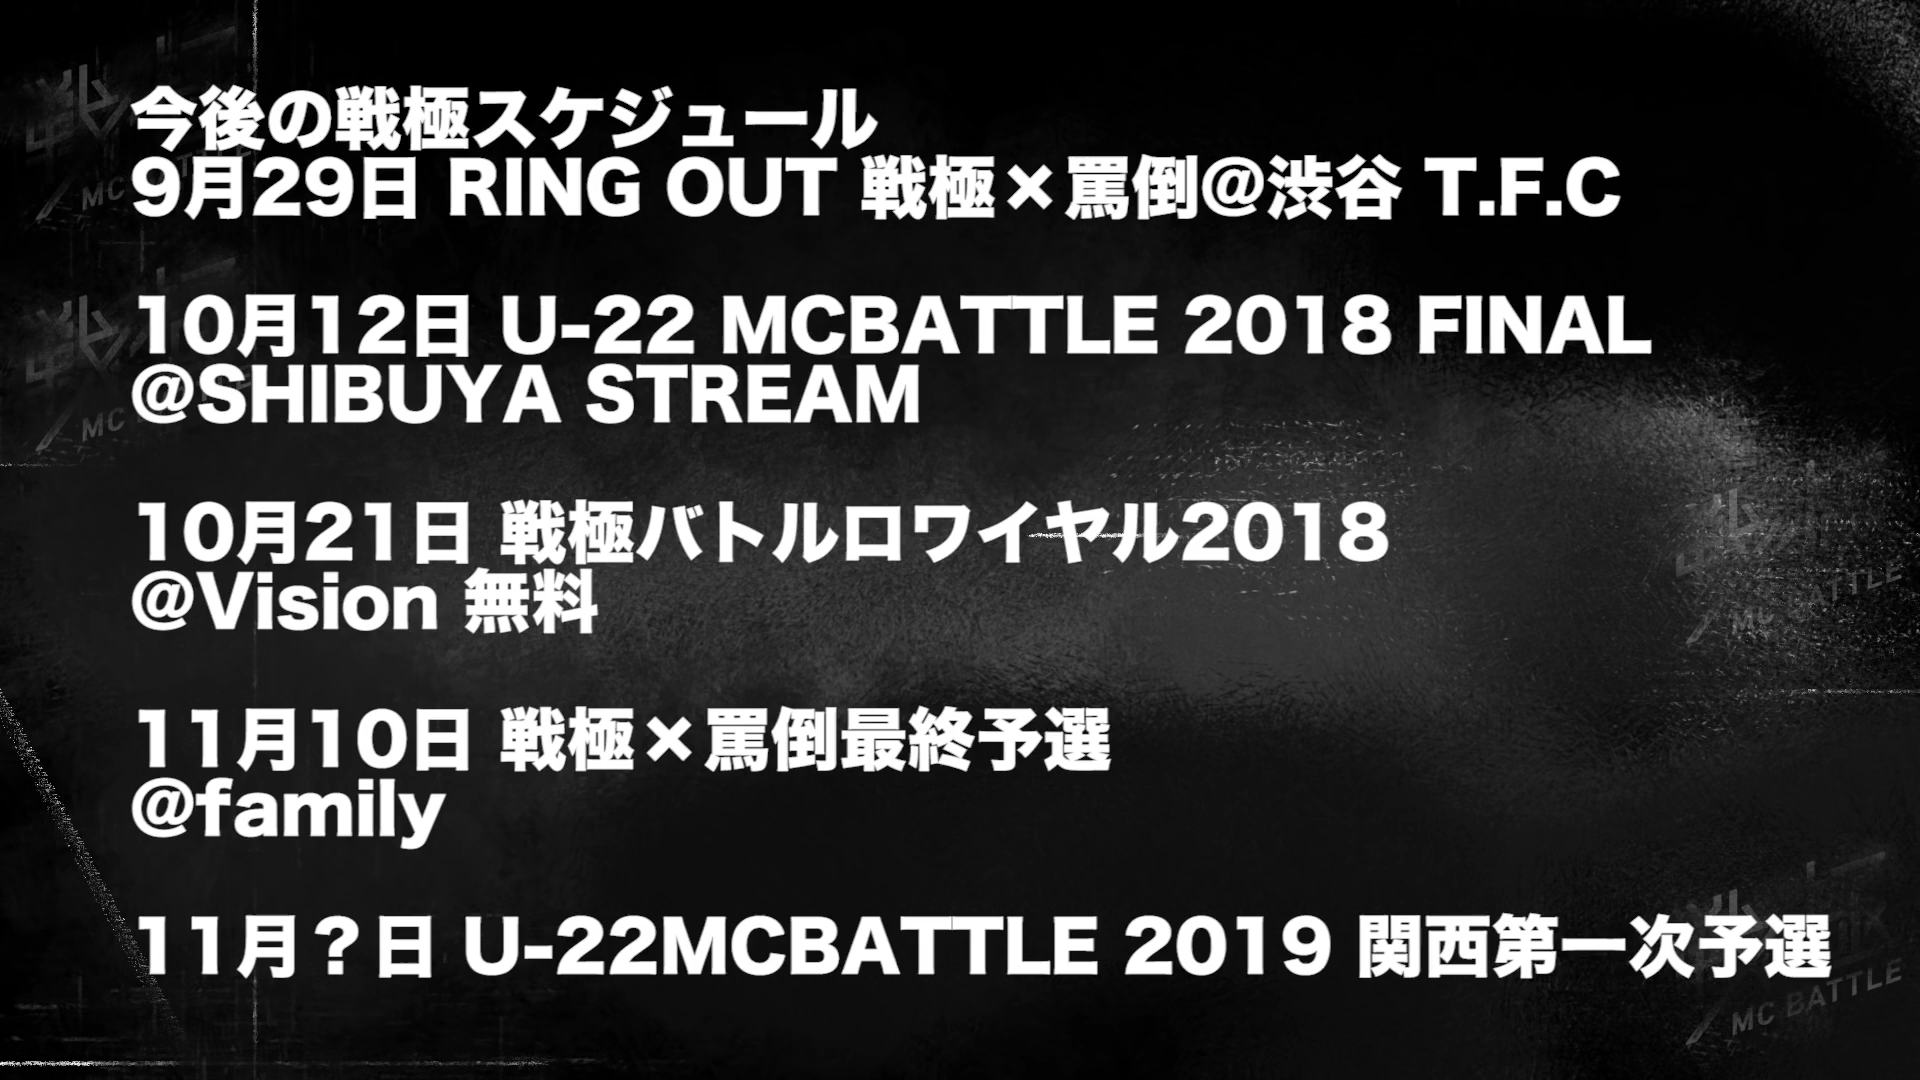 今後の戦極スケジュール
9月29日 RING OUT 戦極×罵倒@渋谷 T.F.C
10月12日 U-22 MCBATTLE 2018 FINAL
@SHIBUYA STREAM
10月21日 戦極バトルロワイヤル2018
@Vision 無料
11月10日 戦極×罵倒最終予選
@family
11月？日 U-22MCBATTLE 2019 関西第一次予選
MC BATTLE
MC BATTLE